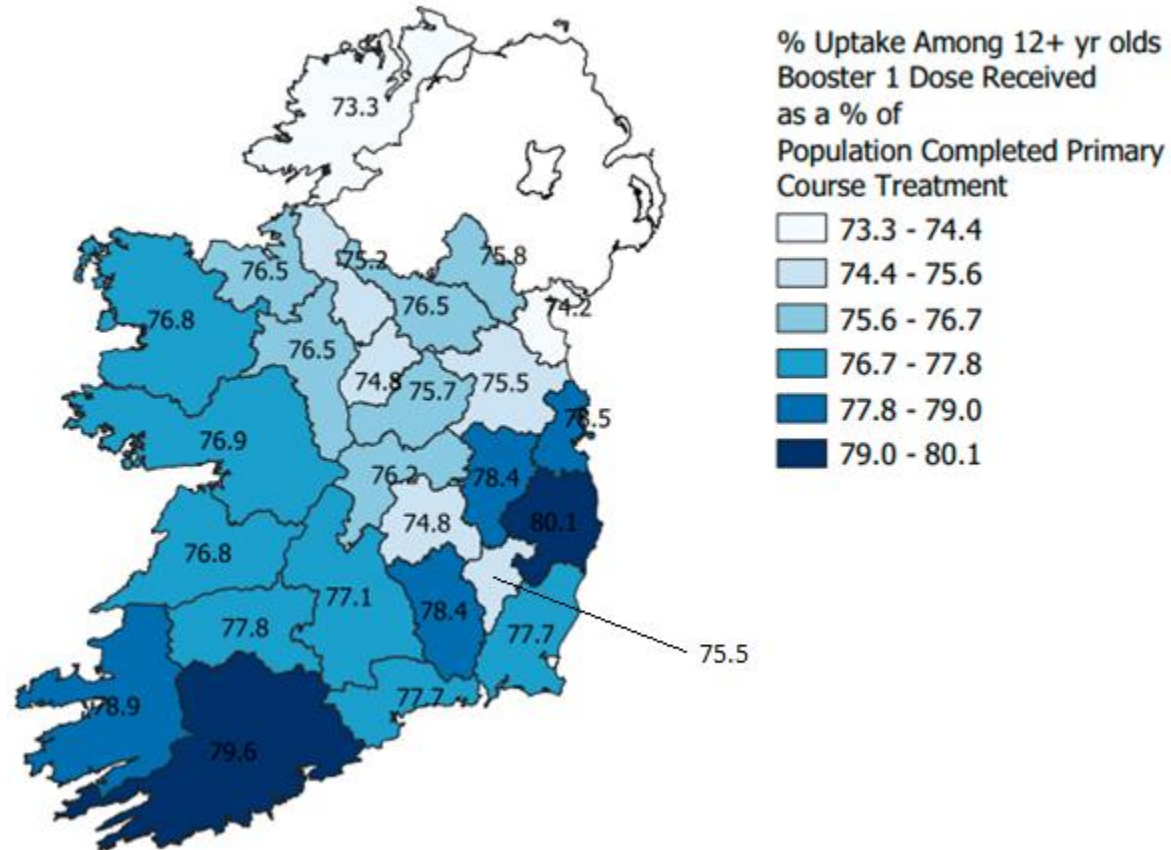 % Uptake Among 12+ yr olds
Booster 1 Dose Received
as a % of
Population Completed Primary
Course Treatment
73.3 - 74.4
74.4 - 75.6
75.6 - 76.7
76.7 - 77.8
77.8 - 79.0
79.0 - 80.1
73.3
75.8
75.2
76.5
76.5
74.2
76.8
76.5
74.8
75.7
75.5
78.5
76.9
76.2
78.4
74.8
80.1
76.8
77.1
78.4
77.8
77.7
75.5
77.7
78.9
79.6